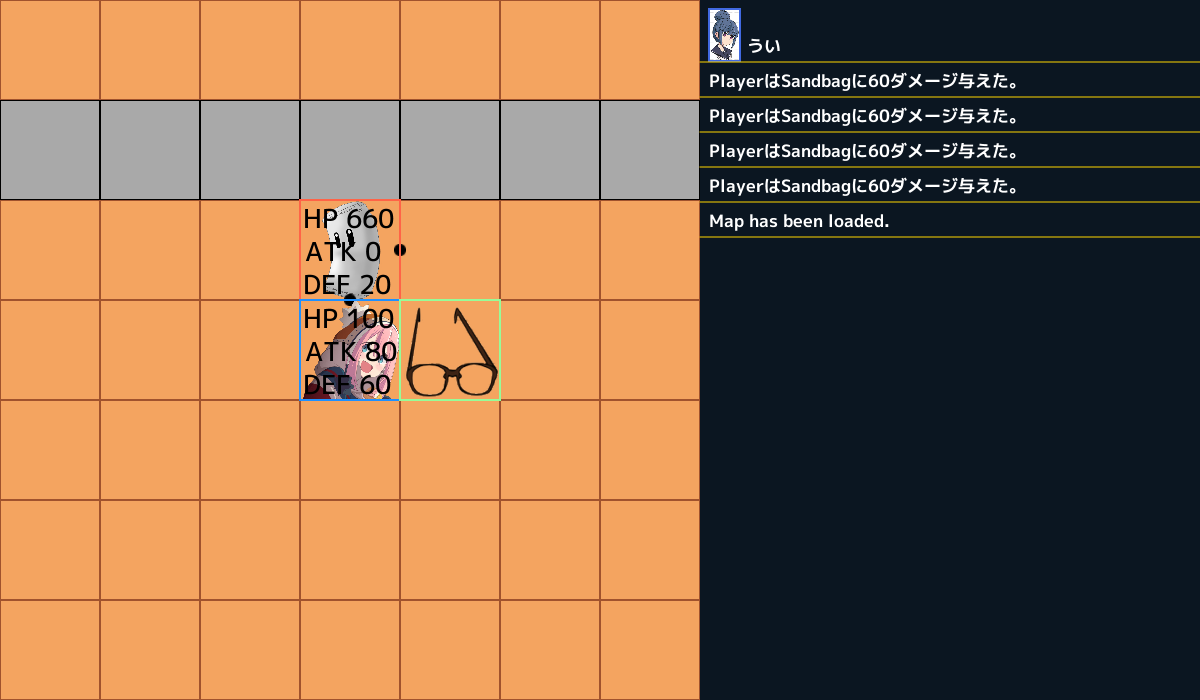 HP 660
ATK 0
DEF 20
HP 100
ATK 80
DEF 60
うい
PlayerはSandbagに60ダメージ与えた。
PlayerはSandbagに60ダメージ与えた。
PlayerはSandbagに60ダメージ与えた。
PlayerはSandbagに60ダメージ与えた。
Map has been loaded.